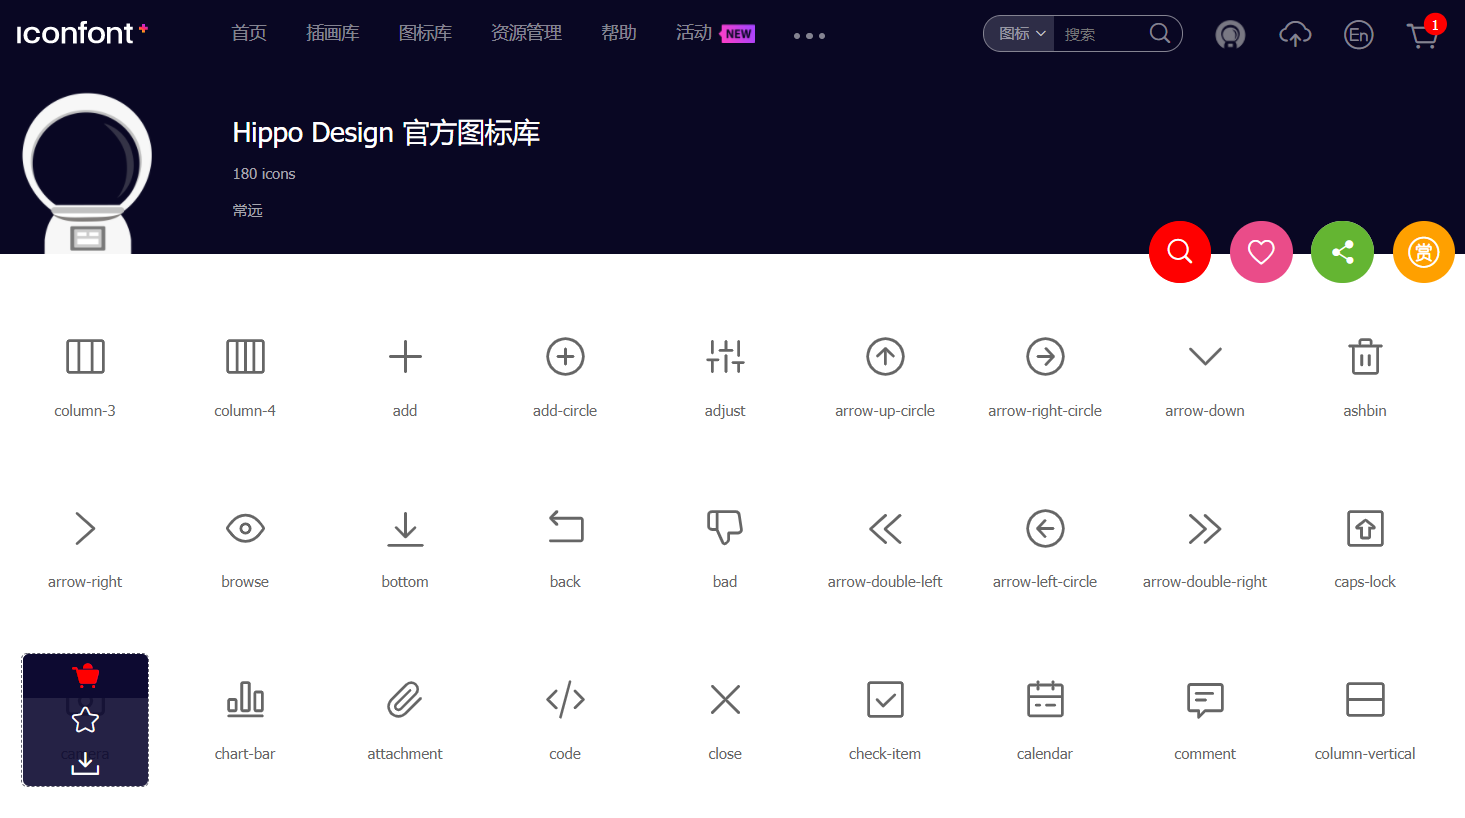 iconfont+ 首页 插画库 图标库 资源管理 帮助 活动 NEW 图标 搜索 En 1
Hippo Design 官方图标库
180 icons
常远
赏
column-3 column-4 add add-circle adjust arrow-up-circle arrow-right-circle arrow-down ashbin
arrow-right browse bottom back bad arrow-double-left arrow-left-circle arrow-double-right caps-lock
camera chart-bar attachment code close check-item calendar comment column-vertical